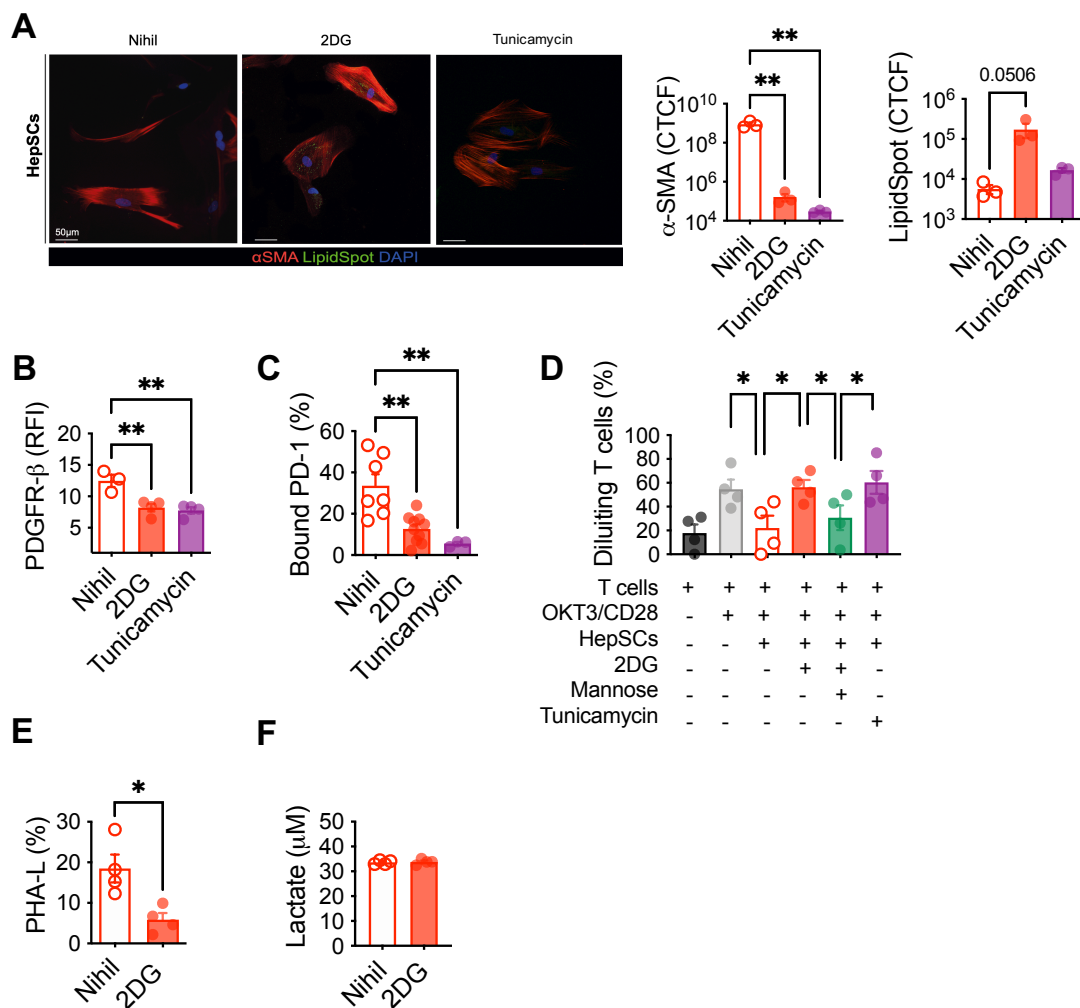 A
Nihil
2DG
Tunicamycin
HepSCs
50µm
αSMA LipidSpot DAPI
α-SMA (CTCF)
10^10
10^8
10^6
10^4
**
**
Nihil
2DG
Tunicamycin
LipidSpot (CTCF)
10^6
10^5
10^4
10^3
0.0506
Nihil
2DG
Tunicamycin
B
PDGFR-β (RFI)
20
15
10
5
**
**
Nihil
2DG
Tunicamycin
C
Bound PD-1 (%)
60
40
20
0
**
**
Nihil
2DG
Tunicamycin
D
Diluting T cells (%)
100
80
60
40
20
0
* * * *
T cells + + + + + +
OKT3/CD28 - + + + + +
HepSCs - - + + + +
2DG - - - + + -
Mannose - - - - + -
Tunicamycin - - - - - +
E
PHA-L (%)
30
20
10
0
*
Nihil
2DG
F
Lactate (µM)
50
40
30
20
10
0
Nihil
2DG